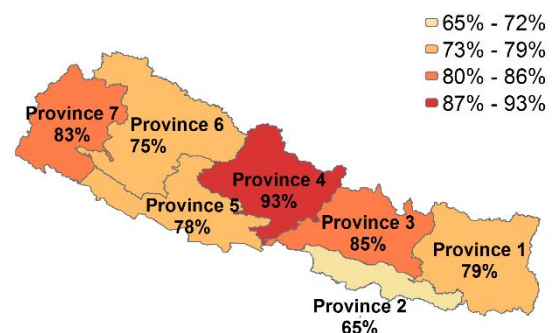 65% - 72%
73% - 79%
80% - 86%
87% - 93%
Province 7
83%
Province 6
75%
Province 4
93%
Province 5
78%
Province 3
85%
Province 1
79%
Province 2
65%